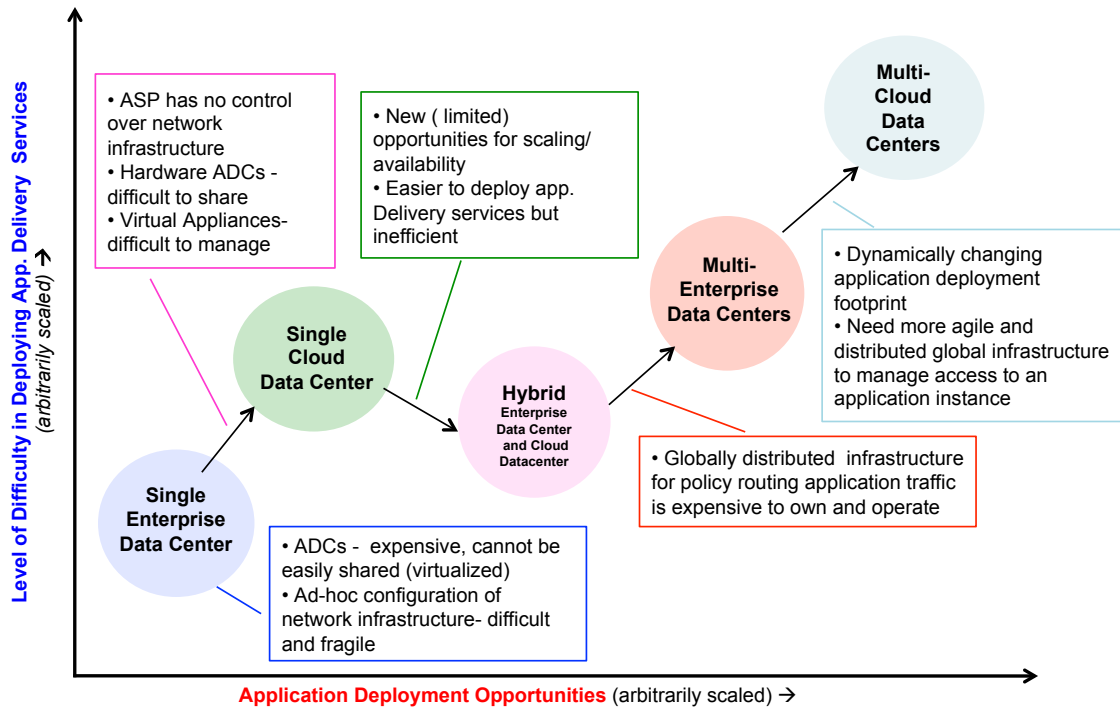 Level of Difficulty in Deploying App. Delivery Services
(arbitrarily scaled) →
• ASP has no control
over network
infrastructure
• Hardware ADCs -
difficult to share
• Virtual Appliances-
difficult to manage
• New ( limited)
opportunities for scaling/
availability
• Easier to deploy app.
Delivery services but
inefficient
Multi-
Cloud
Data
Centers
Single
Cloud
Data Center
Multi-
Enterprise
Data Centers
• Dynamically changing
application deployment
footprint
• Need more agile and
distributed global infrastructure
to manage access to an
application instance
Hybrid
Enterprise
Data Center
and Cloud
Datacenter
Single
Enterprise
Data Center
• Globally distributed infrastructure
for policy routing application traffic
is expensive to own and operate
• ADCs - expensive, cannot be
easily shared (virtualized)
• Ad-hoc configuration of
network infrastructure- difficult
and fragile
Application Deployment Opportunities (arbitrarily scaled) →